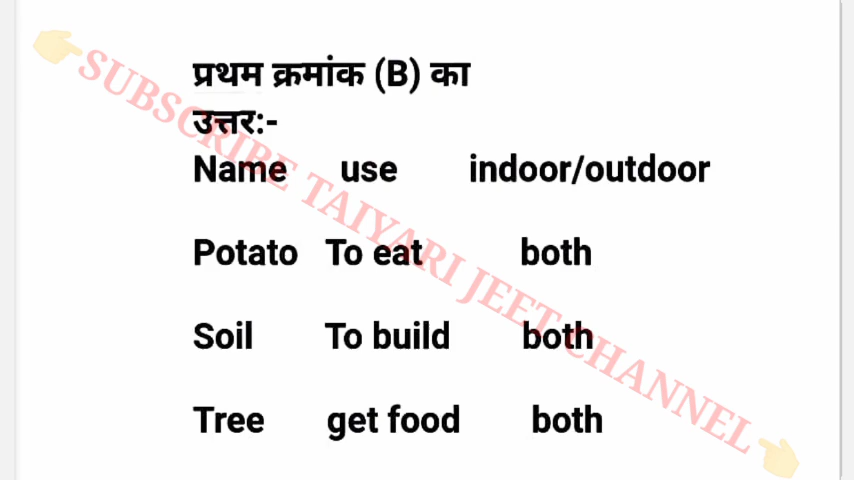 प्रथम क्रमांक (B) का
उत्तर:-
Name use indoor/outdoor
Potato To eat both
Soil To build both
Tree get food both
SUBSCRIBE TAIYARI JEET CHANNEL